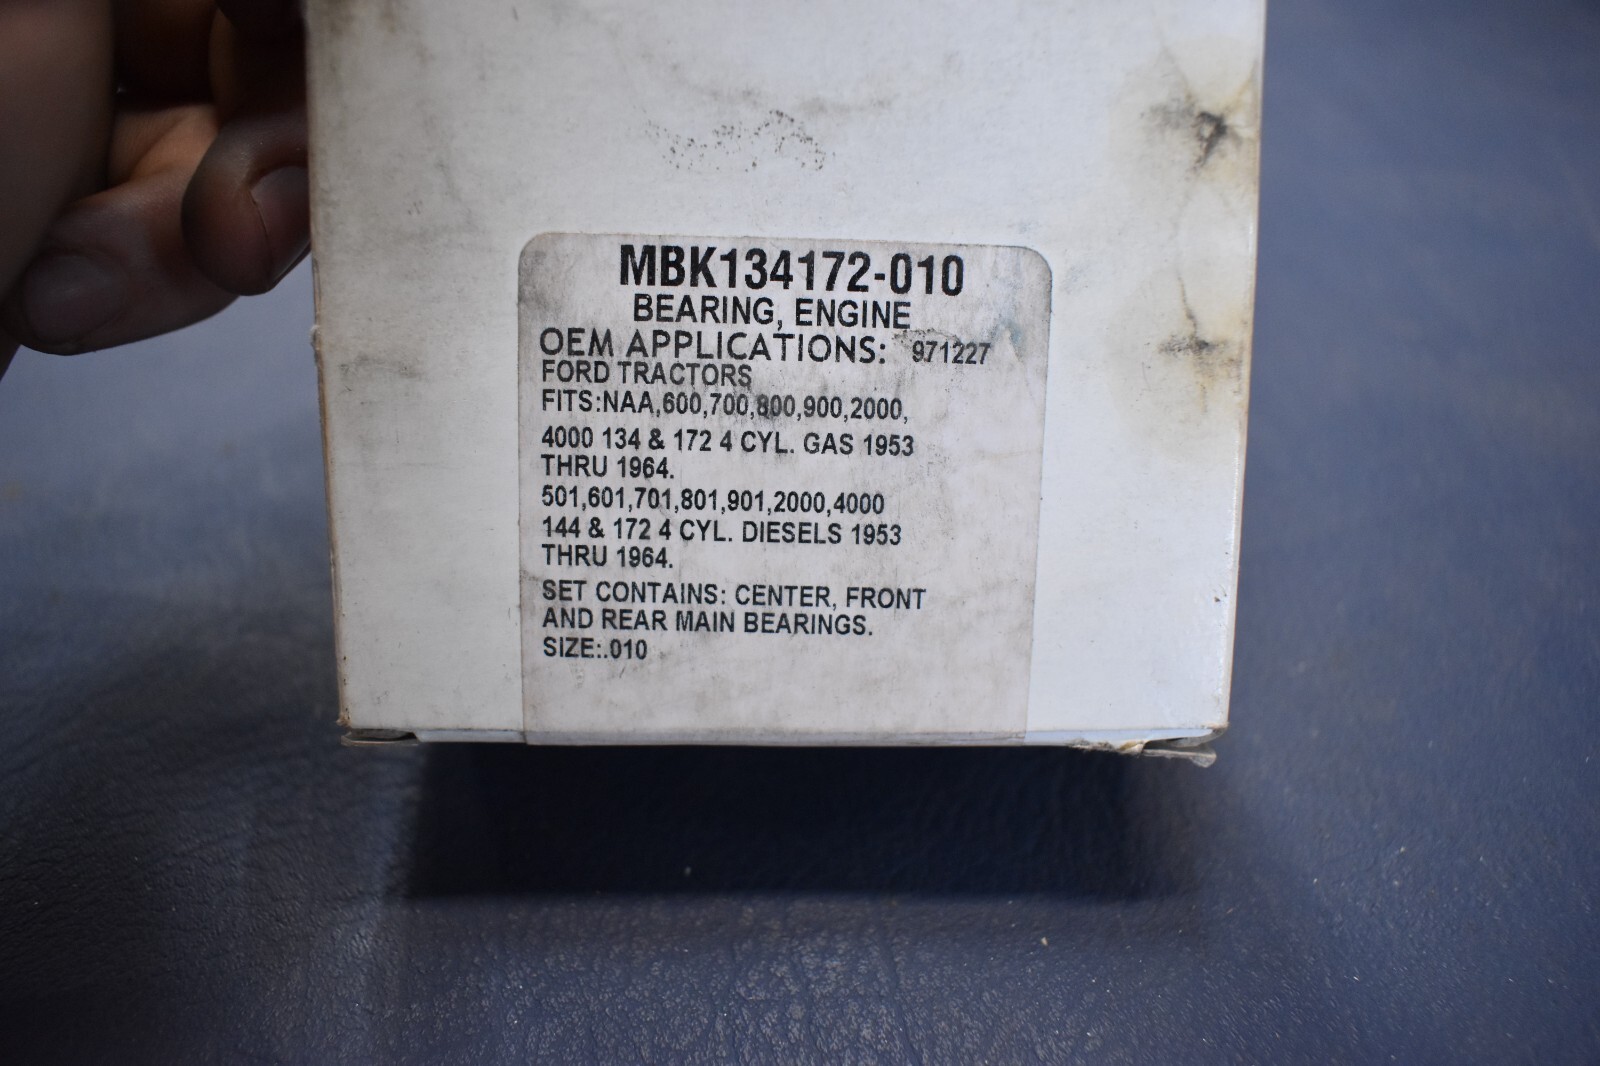 MBK134172-010
BEARING, ENGINE
OEM APPLICATIONS: 971227
FORD TRACTORS
FITS:NAA,600,700,800,900,2000,
4000 134 & 172 4 CYL. GAS 1953
THRU 1964.
501,601,701,801,901,2000,4000
144 & 172 4 CYL. DIESELS 1953
THRU 1964.
SET CONTAINS: CENTER, FRONT
AND REAR MAIN BEARINGS.
SIZE:.010